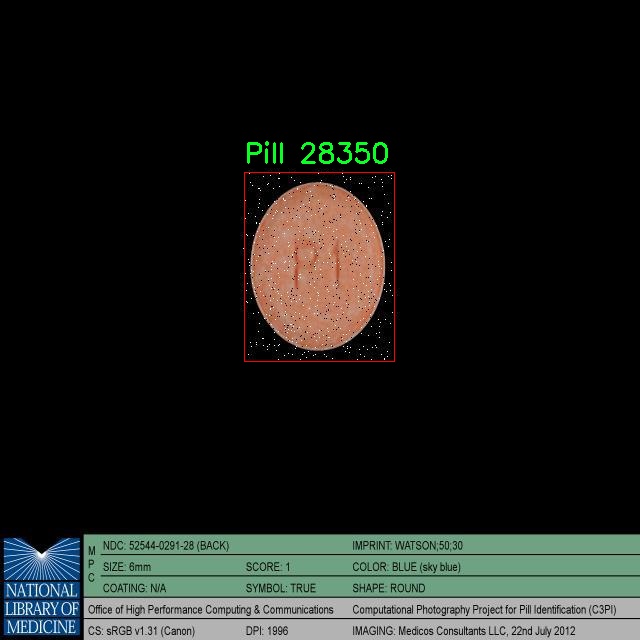 Pill 28350
P1
NDC: 52544-0291-28 (BACK) IMPRINT: WATSON;50;30
MPC
SIZE: 6mm SCORE: 1 COLOR: BLUE (sky blue)
COATING: N/A SYMBOL: TRUE SHAPE: ROUND
NATIONAL
LIBRARY OF
MEDICINE
Office of High Performance Computing & Communications Computational Photography Project for Pill Identification (C3PI)
CS: sRGB v1.31 (Canon) DPI: 1996 IMAGING: Medicos Consultants LLC, 22nd July 2012